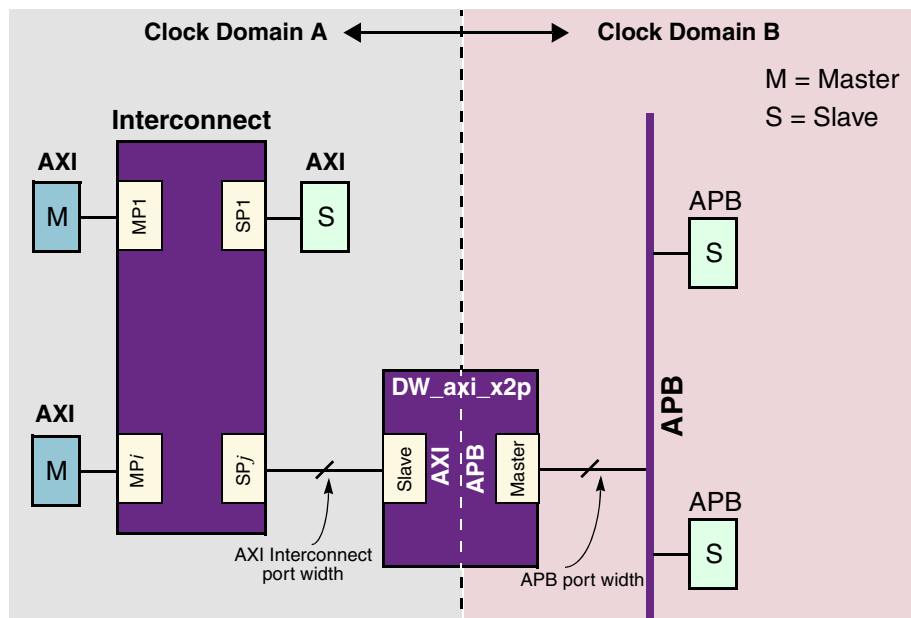 Clock Domain A
Clock Domain B
M = Master
S = Slave
Interconnect
AXI
AXI
M
MP1
SP1
S
APB
S
AXI
M
MPi
SPj
DW_axi_x2p
Slave
AXI
APB
Master
APB
APB
S
AXI Interconnect
port width
APB port width